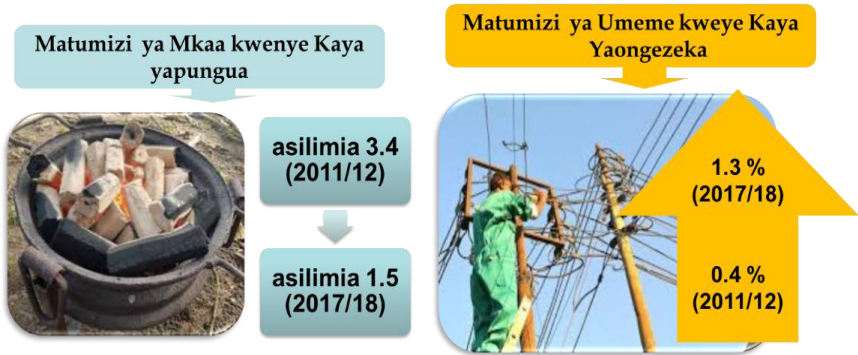 Matumizi ya Mkaa kwenye Kaya
yapungua
asilimia 3.4
(2011/12)
asilimia 1.5
(2017/18)
Matumizi ya Umeme kweye Kaya
Yaongezeka
1.3 %
(2017/18)
0.4 %
(2011/12)